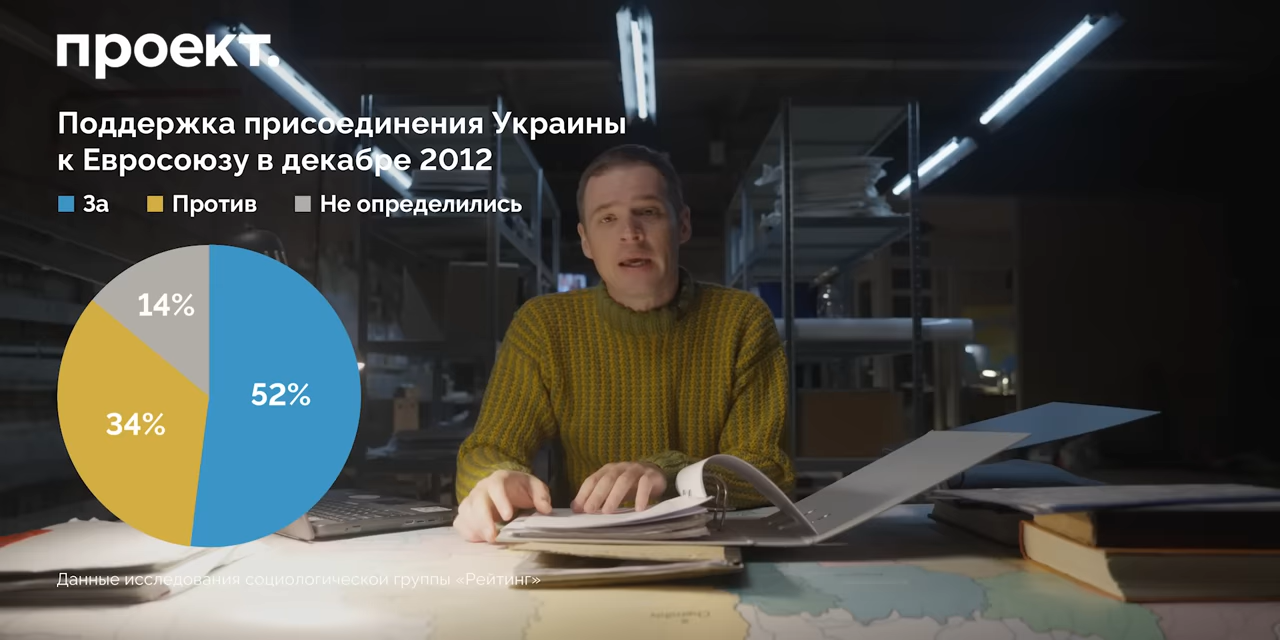 проект.
Поддержка присоединения Украины
к Евросоюзу в декабре 2012
За Против Не определились
14%
52%
34%
Данные исследования социологической группы «Рейтинг»